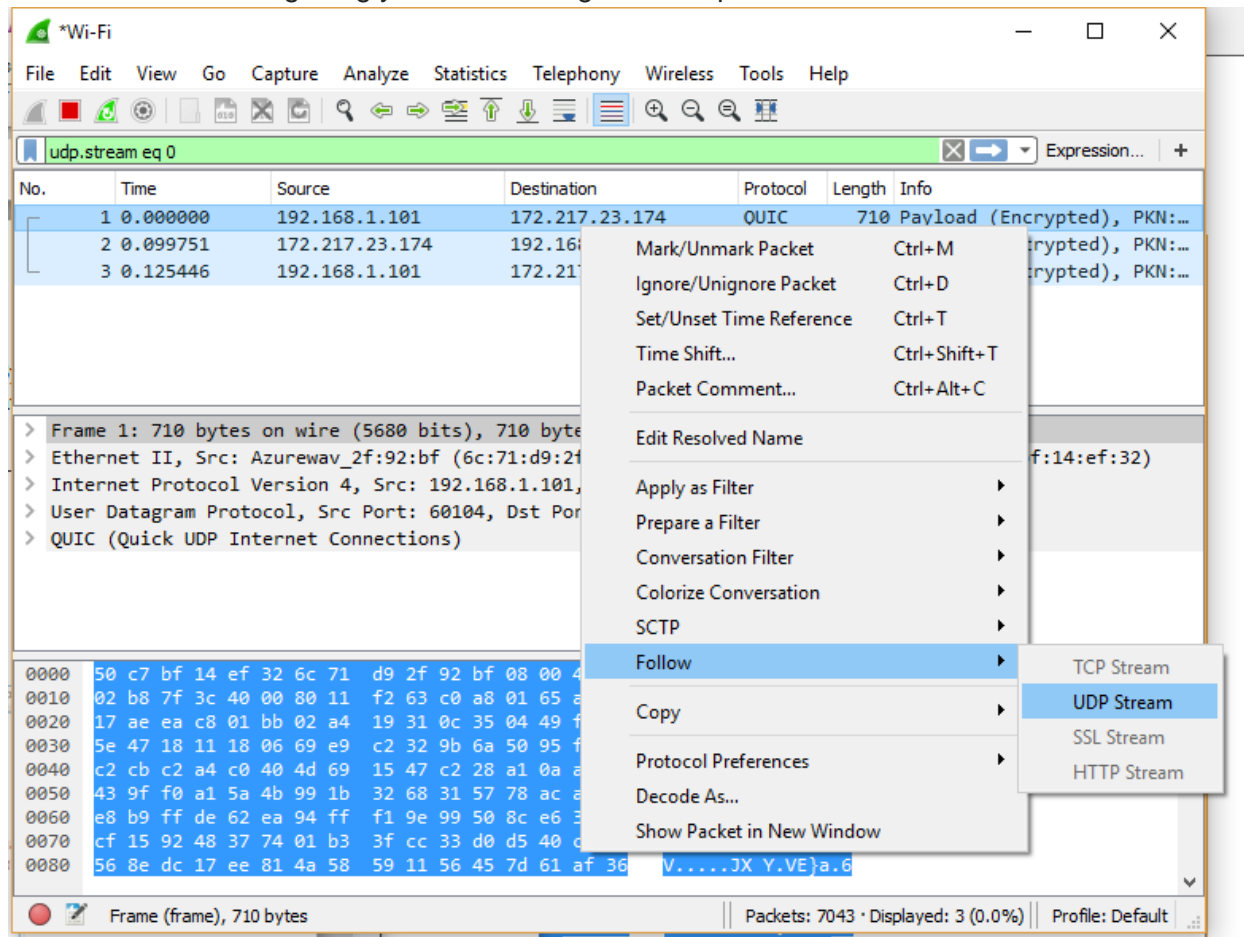 *Wi-Fi
File Edit View Go Capture Analyze Statistics Telephony Wireless Tools Help
udp.stream eq 0
Expression... +
No. Time Source Destination Protocol Length Info
1 0.000000 192.168.1.101 172.217.23.174 QUIC 710 Payload (Encrypted), PKN:…
2 0.099751 172.217.23.174 rypted), PKN:…
3 0.125446 192.168.1.101 rypted), PKN:…
Mark/Unmark Packet Ctrl+M
Ignore/Unignore Packet Ctrl+D
Set/Unset Time Reference Ctrl+T
Time Shift... Ctrl+Shift+T
Packet Comment... Ctrl+Alt+C
Edit Resolved Name
Apply as Filter
Prepare a Filter
Conversation Filter
Colorize Conversation
SCTP
Follow
Copy
Protocol Preferences
Decode As...
Show Packet in New Window
TCP Stream
UDP Stream
SSL Stream
HTTP Stream
> Frame 1: 710 bytes on wire (5680 bits), 710 byte
> Ethernet II, Src: Azurewav_2f:92:bf (6c:71:d9:2f f:14:ef:32)
> Internet Protocol Version 4, Src: 192.168.1.101,
> User Datagram Protocol, Src Port: 60104, Dst Por
> QUIC (Quick UDP Internet Connections)
0000 50 c7 bf 14 ef 32 6c 71 d9 2f 92 bf 08 00 4
0010 02 b8 7f 3c 40 00 80 11 f2 63 c0 a8 01 65 a
0020 17 ae ea c8 01 bb 02 a4 19 31 0c 35 04 49 f
0030 5e 47 18 11 18 06 69 e9 c2 32 9b 6a 50 95 f
0040 c2 cb c2 a4 c0 40 4d 69 15 47 c2 28 a1 0a a
0050 43 9f f0 a1 5a 4b 99 1b 32 68 31 57 78 ac a
0060 e8 b9 ff de 62 ea 94 ff f1 9e 99 50 8c e6 3
0070 cf 15 92 48 37 74 01 b3 3f cc 33 d0 d5 40 c
0080 56 8e dc 17 ee 81 4a 58 59 11 56 45 7d 61 af 36 V.....JX Y.VE}a.6
Frame (frame), 710 bytes
Packets: 7043 · Displayed: 3 (0.0%)
Profile: Default